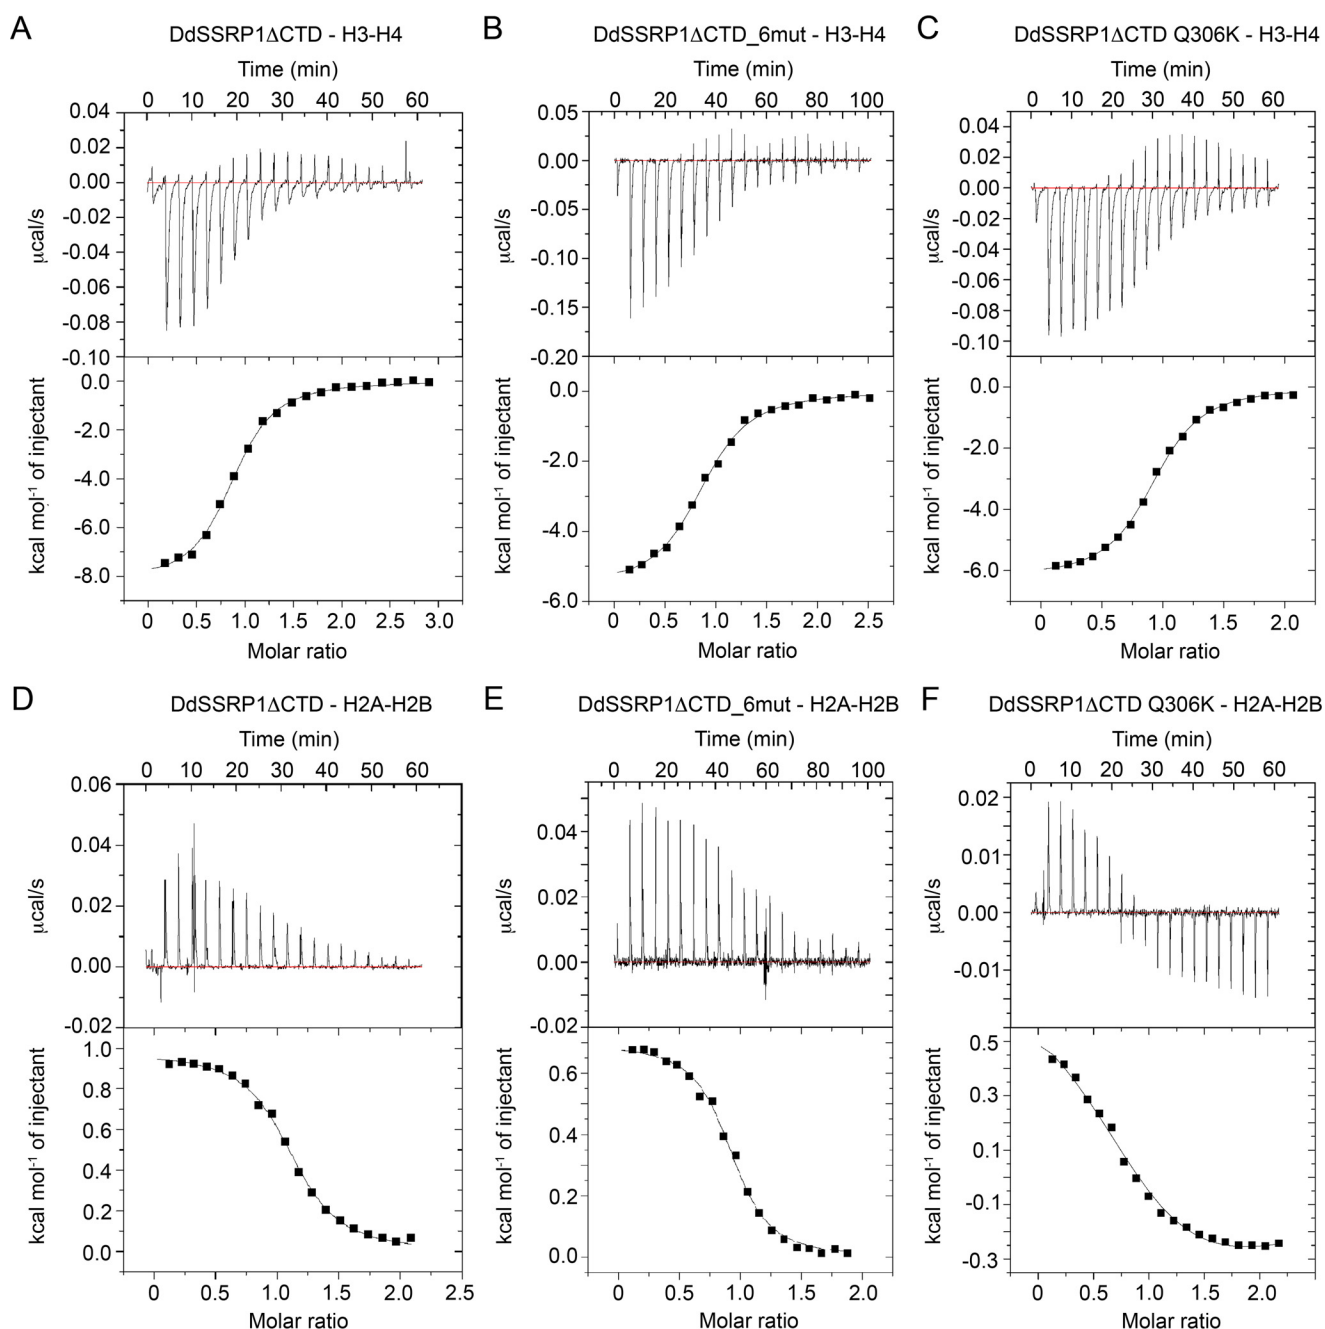 A
DdSSRP1ΔCTD - H3-H4
Time (min)
0 10 20 30 40 50 60
0.04
0.02
0.00
-0.02
-0.04
-0.06
-0.08
-0.10
μcal/s
0.0
-2.0
-4.0
-6.0
-8.0
kcal mol⁻¹ of injectant
0 0.5 1.0 1.5 2.0 2.5 3.0
Molar ratio
B
DdSSRP1ΔCTD_6mut - H3-H4
Time (min)
0 20 40 60 80 100
0.05
0.00
-0.05
-0.10
-0.15
-0.20
μcal/s
0.0
-2.0
-4.0
-6.0
kcal mol⁻¹ of injectant
0 0.5 1.0 1.5 2.0 2.5
Molar ratio
C
DdSSRP1ΔCTD Q306K - H3-H4
Time (min)
0 10 20 30 40 50 60
0.04
0.02
0.00
-0.02
-0.04
-0.06
-0.08
-0.10
μcal/s
0.0
-2.0
-4.0
-6.0
kcal mol⁻¹ of injectant
0 0.5 1.0 1.5 2.0
Molar ratio
D
DdSSRP1ΔCTD - H2A-H2B
Time (min)
0 10 20 30 40 50 60
0.06
0.04
0.02
0.00
-0.02
μcal/s
1.0
0.8
0.6
0.4
0.2
0.0
kcal mol⁻¹ of injectant
0 0.5 1.0 1.5 2.0 2.5
Molar ratio
E
DdSSRP1ΔCTD_6mut - H2A-H2B
Time (min)
0 20 40 60 80 100
0.04
0.02
0.00
-0.02
μcal/s
0.6
0.4
0.2
0.0
kcal mol⁻¹ of injectant
0 0.5 1.0 1.5 2.0
Molar ratio
F
DdSSRP1ΔCTD Q306K - H2A-H2B
Time (min)
0 10 20 30 40 50 60
0.02
0.01
0.00
-0.01
μcal/s
0.5
0.3
0.1
-0.1
-0.3
kcal mol⁻¹ of injectant
0 0.5 1.0 1.5 2.0
Molar ratio